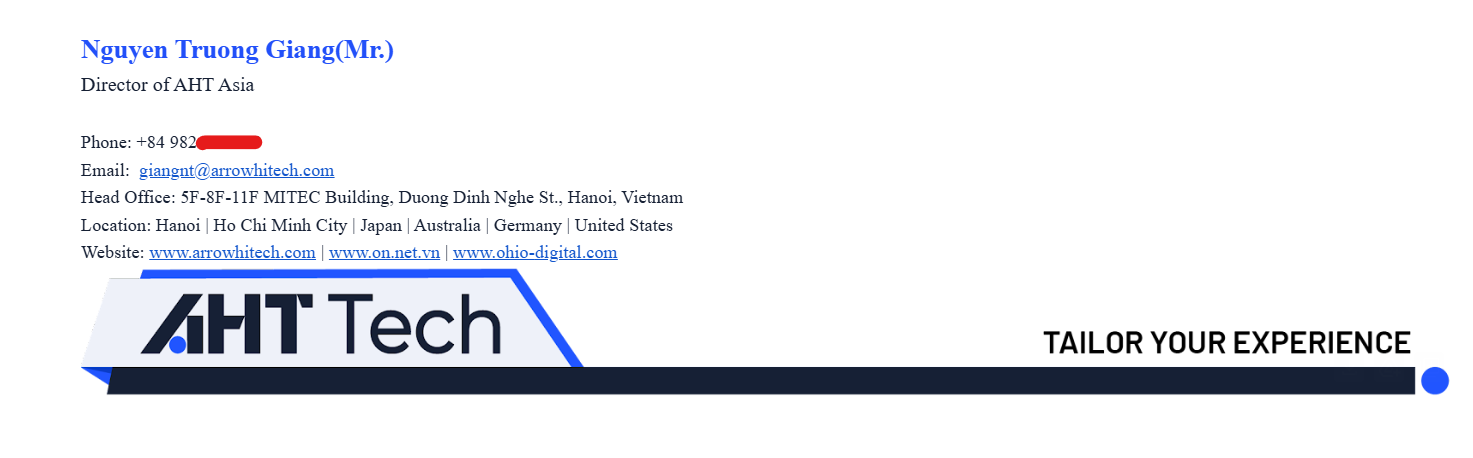 Nguyen Truong Giang(Mr.)
Director of AHT Asia
Phone: +84 982
Email:  giangnt@arrowhitech.com
Head Office: 5F-8F-11F MITEC Building, Duong Dinh Nghe St., Hanoi, Vietnam
Location: Hanoi | Ho Chi Minh City | Japan | Australia | Germany | United States
Website: www.arrowhitech.com | www.on.net.vn | www.ohio-digital.com
AHT Tech
TAILOR YOUR EXPERIENCE